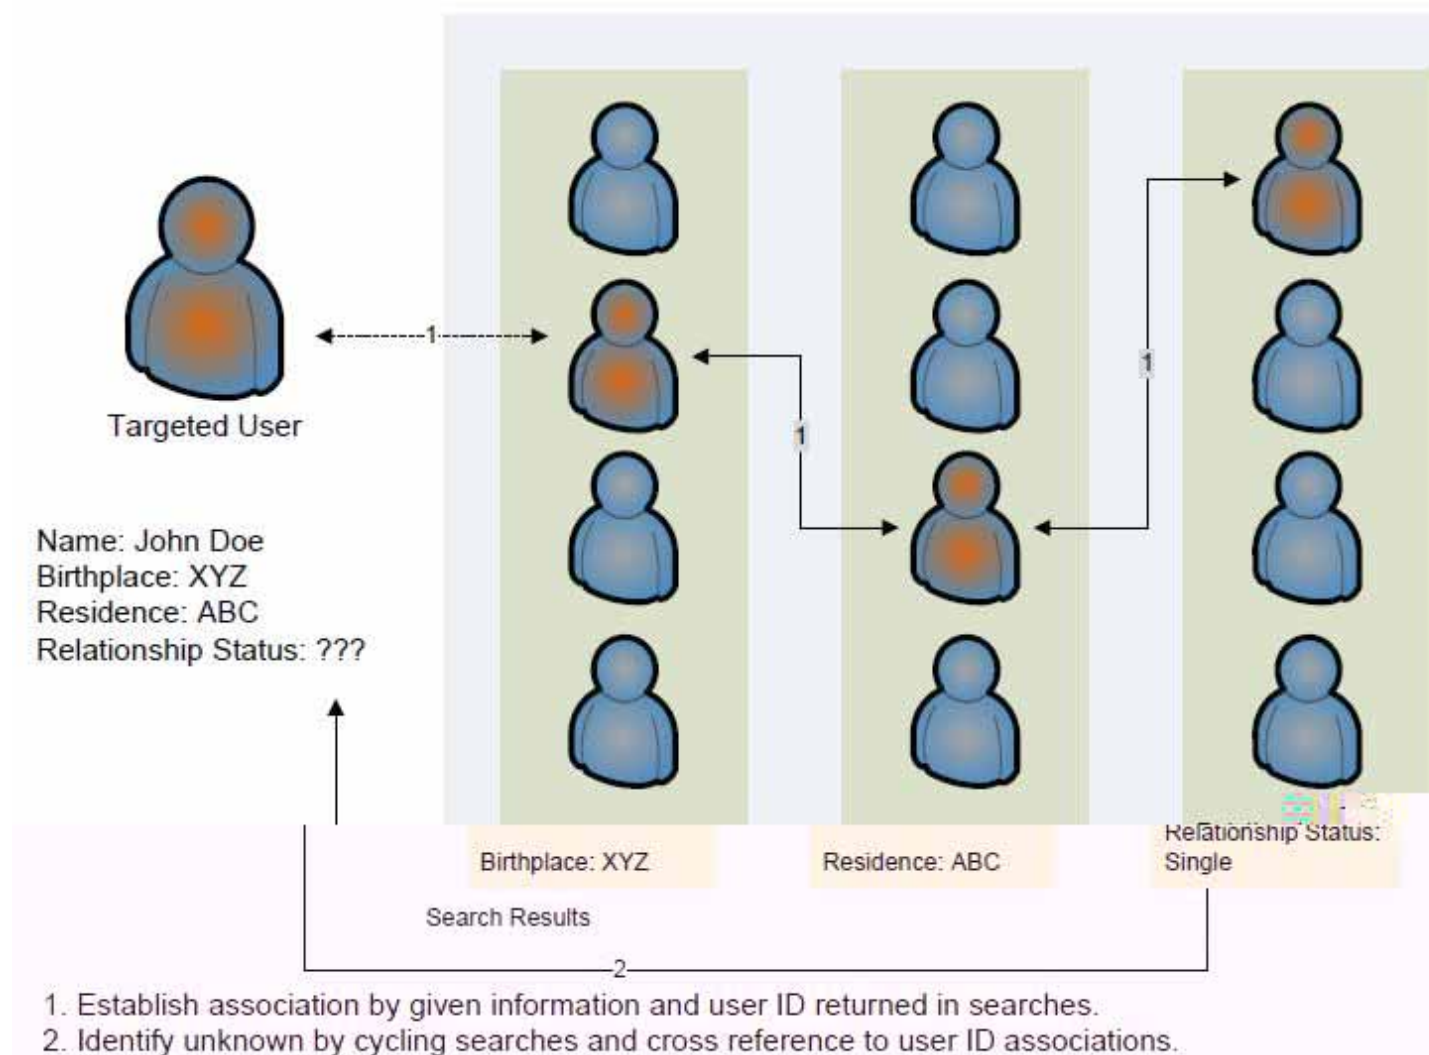 1
1
1
Targeted User
Name: John Doe
Birthplace: XYZ
Residence: ABC
Relationship Status: ???
Birthplace: XYZ
Residence: ABC
Relationship Status:
Single
Search Results
2
1. Establish association by given information and user ID returned in searches.
2. Identify unknown by cycling searches and cross reference to user ID associations.